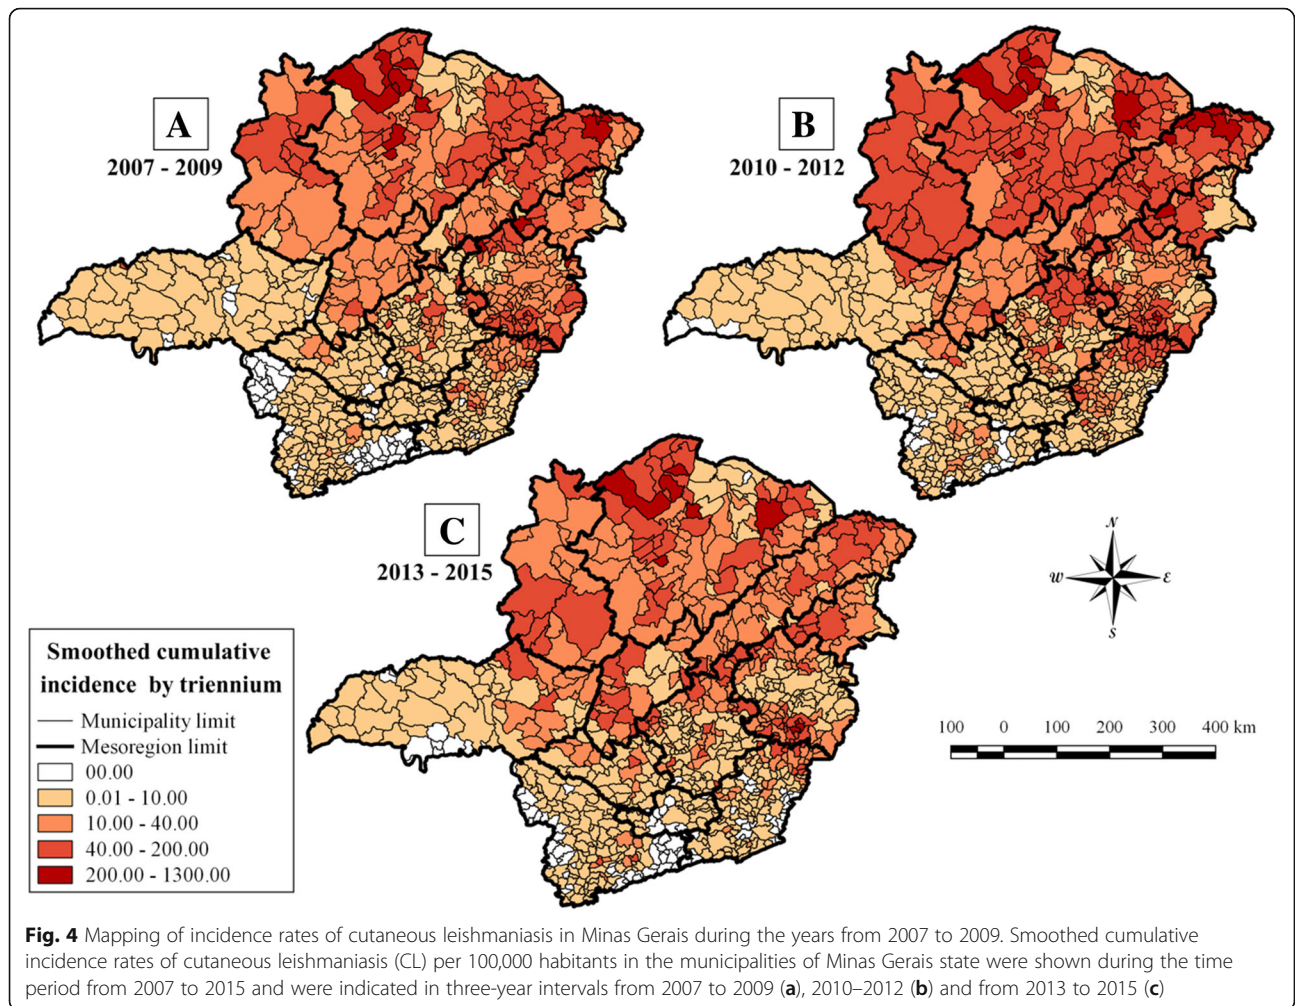 A
2007 - 2009
B
2010 - 2012
C
2013 - 2015
N
W
E
S
Smoothed cumulative
incidence by triennium
Municipality limit
Mesoregion limit
00.00
0.01 - 10.00
10.00 - 40.00
40.00 - 200.00
200.00 - 1300.00
100 0 100 200 300 400 km
Fig. 4 Mapping of incidence rates of cutaneous leishmaniasis in Minas Gerais during the years from 2007 to 2009. Smoothed cumulative
incidence rates of cutaneous leishmaniasis (CL) per 100,000 habitants in the municipalities of Minas Gerais state were shown during the time
period from 2007 to 2015 and were indicated in three-year intervals from 2007 to 2009 (a), 2010–2012 (b) and from 2013 to 2015 (c)